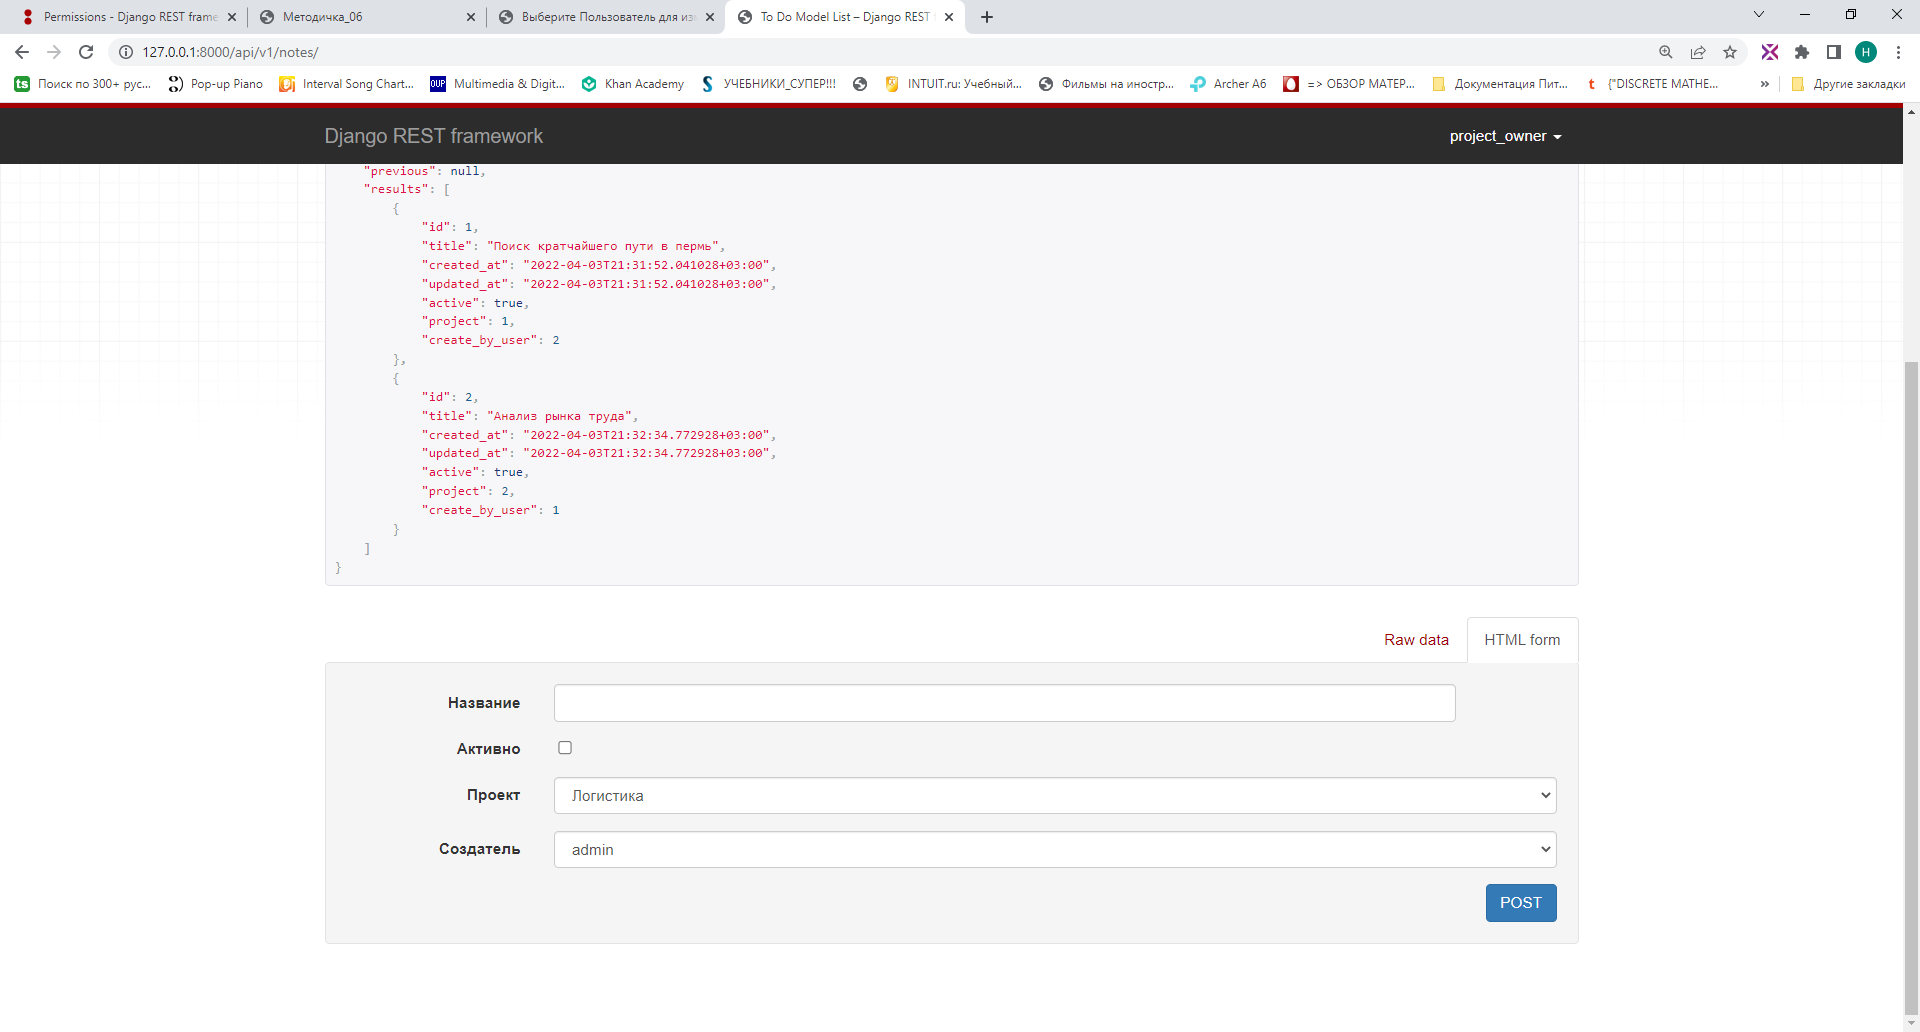 Permissions - Django REST frame
Методичка_06
Выберите Пользователь для из
To Do Model List – Django REST
127.0.0.1:8000/api/v1/notes/
H
ts Поиск по 300+ рус...
Pop-up Piano
Interval Song Chart...
OUP Multimedia & Digit...
Khan Academy
УЧЕБНИКИ_СУПЕР!!!
INTUIT.ru: Учебный...
Фильмы на иностр...
Archer A6
=> ОБЗОР МАТЕР...
Документация Пит...
t {"DISCRETE MATHE...
»
Другие закладки
Django REST framework
project_owner
"previous": null,
"results": [
{
"id": 1,
"title": "Поиск кратчайшего пути в пермь",
"created_at": "2022-04-03T21:31:52.041028+03:00",
"updated_at": "2022-04-03T21:31:52.041028+03:00",
"active": true,
"project": 1,
"create_by_user": 2
},
{
"id": 2,
"title": "Анализ рынка труда",
"created_at": "2022-04-03T21:32:34.772928+03:00",
"updated_at": "2022-04-03T21:32:34.772928+03:00",
"active": true,
"project": 2,
"create_by_user": 1
}
]
}
Raw data
HTML form
Название
Активно
Проект
Логистика
Создатель
admin
POST